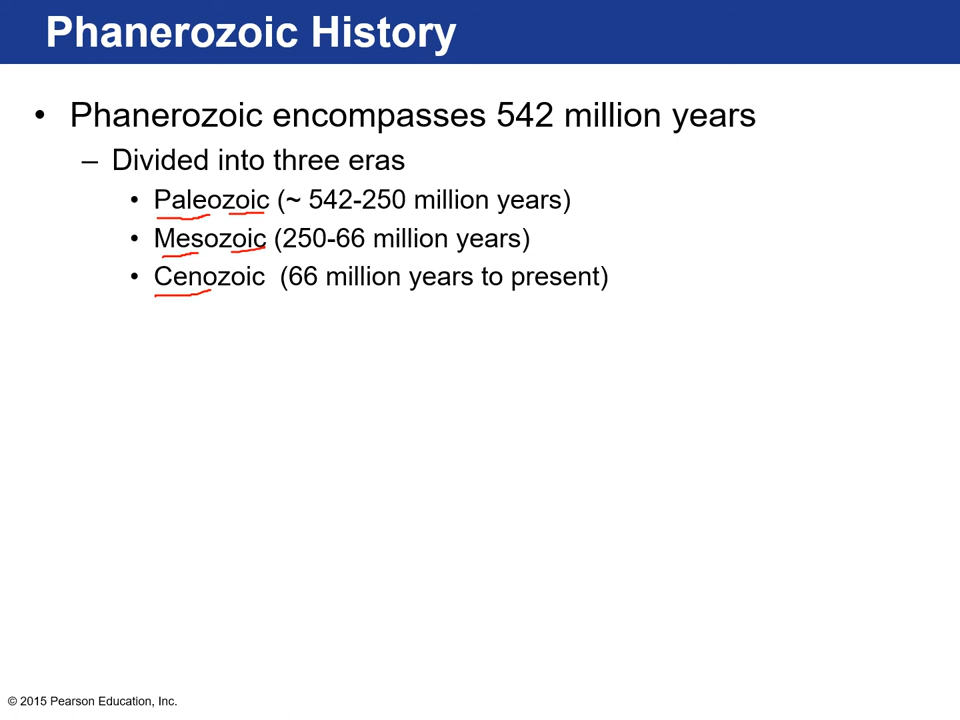 Phanerozoic History
• Phanerozoic encompasses 542 million years
– Divided into three eras
• Paleozoic (~ 542-250 million years)
• Mesozoic (250-66 million years)
• Cenozoic (66 million years to present)
© 2015 Pearson Education, Inc.